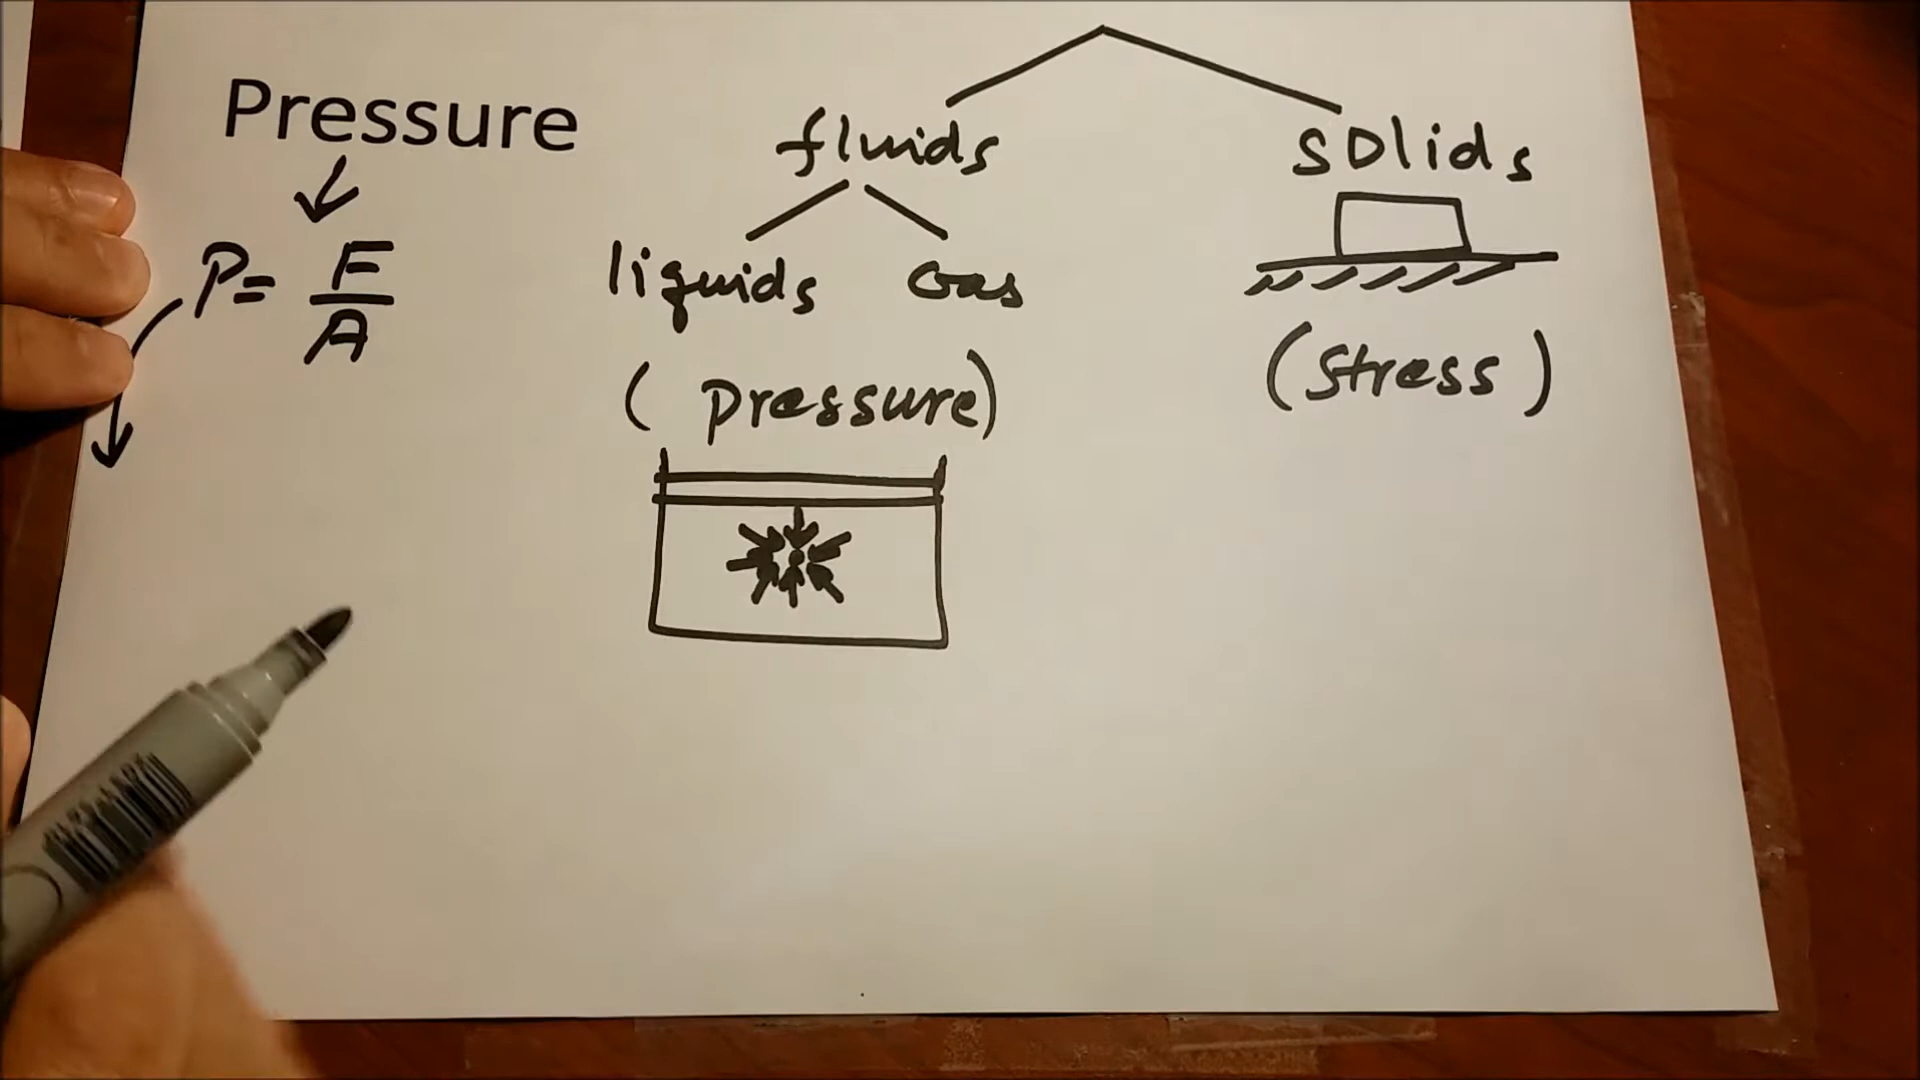 Pressure
P = F/A
fluids
solids
liquids
Gas
(pressure)
(stress)